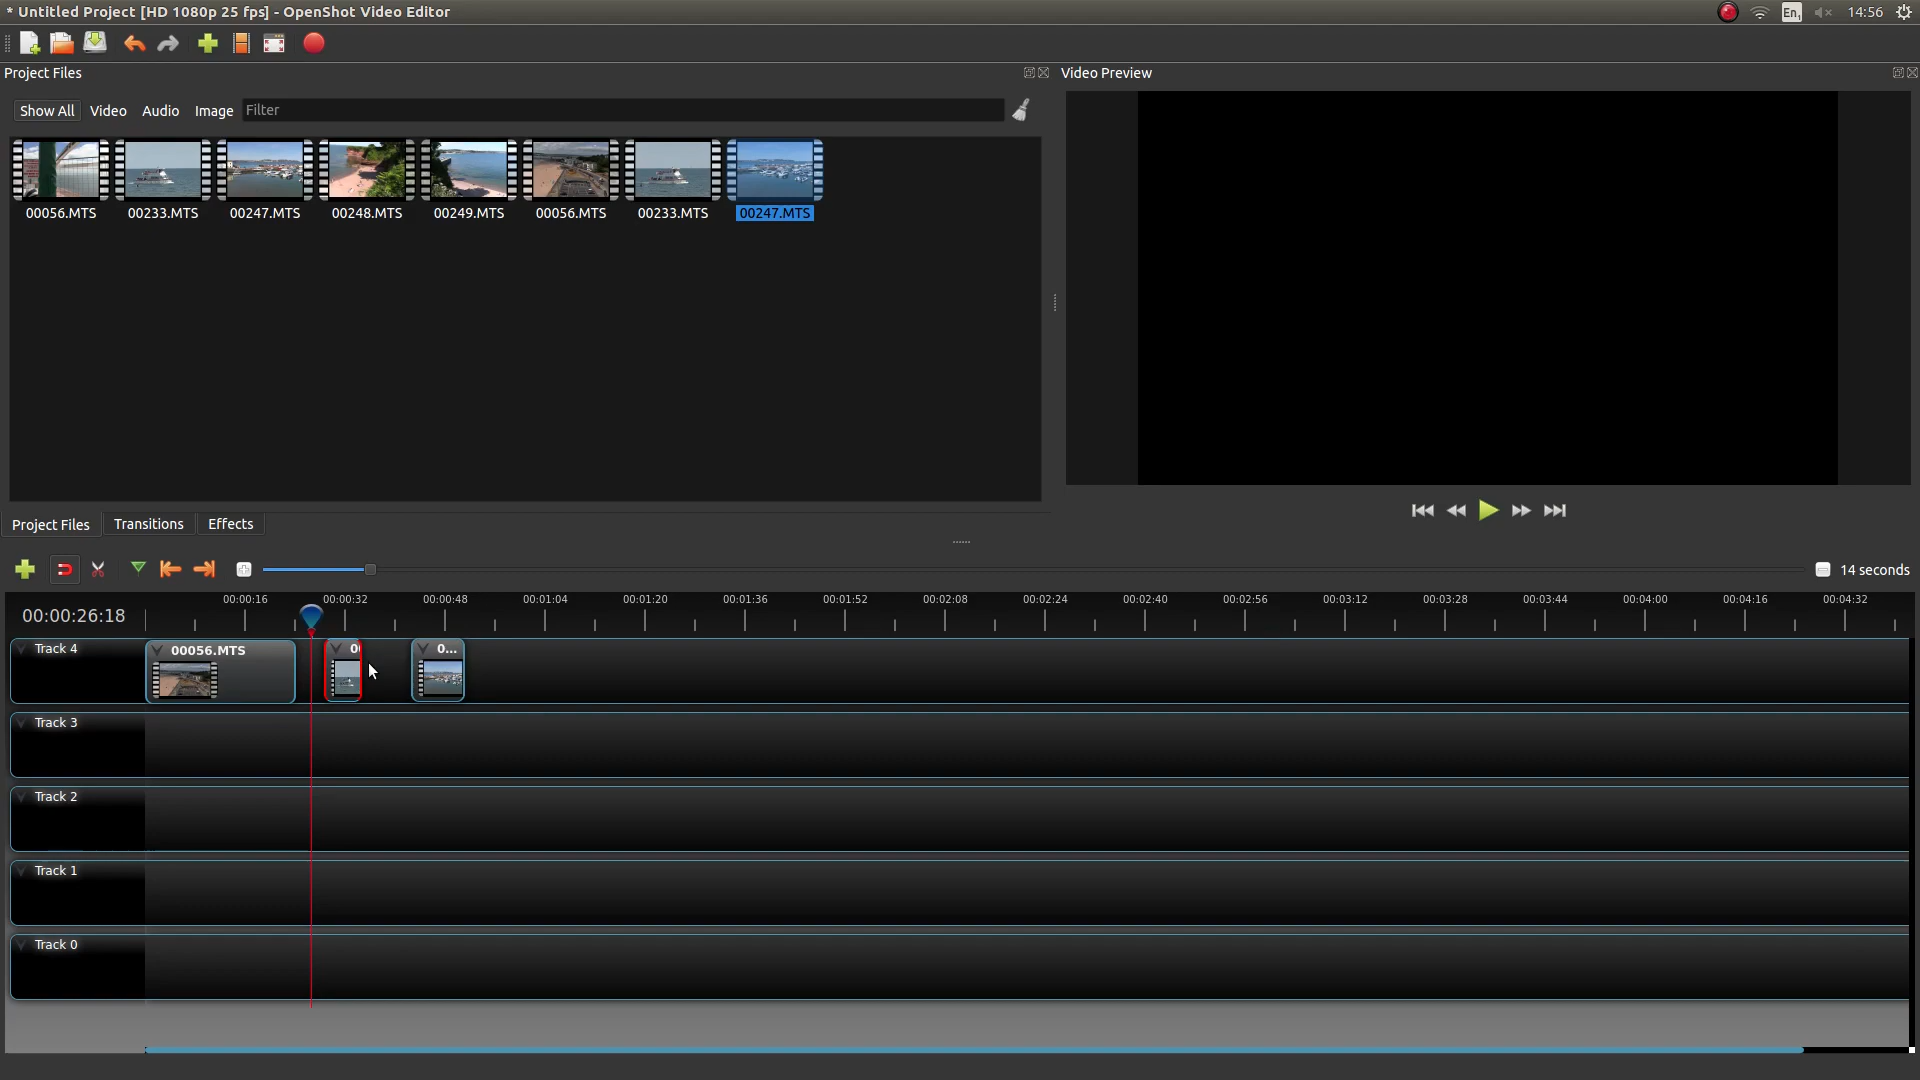 * Untitled Project [HD 1080p 25 fps] - OpenShot Video Editor
En1
14:56
Project Files
Video Preview
Show All Video Audio Image Filter
00056.MTS 00233.MTS 00247.MTS 00248.MTS 00249.MTS 00056.MTS 00233.MTS 00247.MTS
Project Files Transitions Effects
14 seconds
00:00:26:18
00:00:16 00:00:32 00:00:48 00:01:04 00:01:20 00:01:36 00:01:52 00:02:08 00:02:24 00:02:40 00:02:56 00:03:12 00:03:28 00:03:44 00:04:00 00:04:16 00:04:32
Track 4
00056.MTS
0...
Track 3
Track 2
Track 1
Track 0